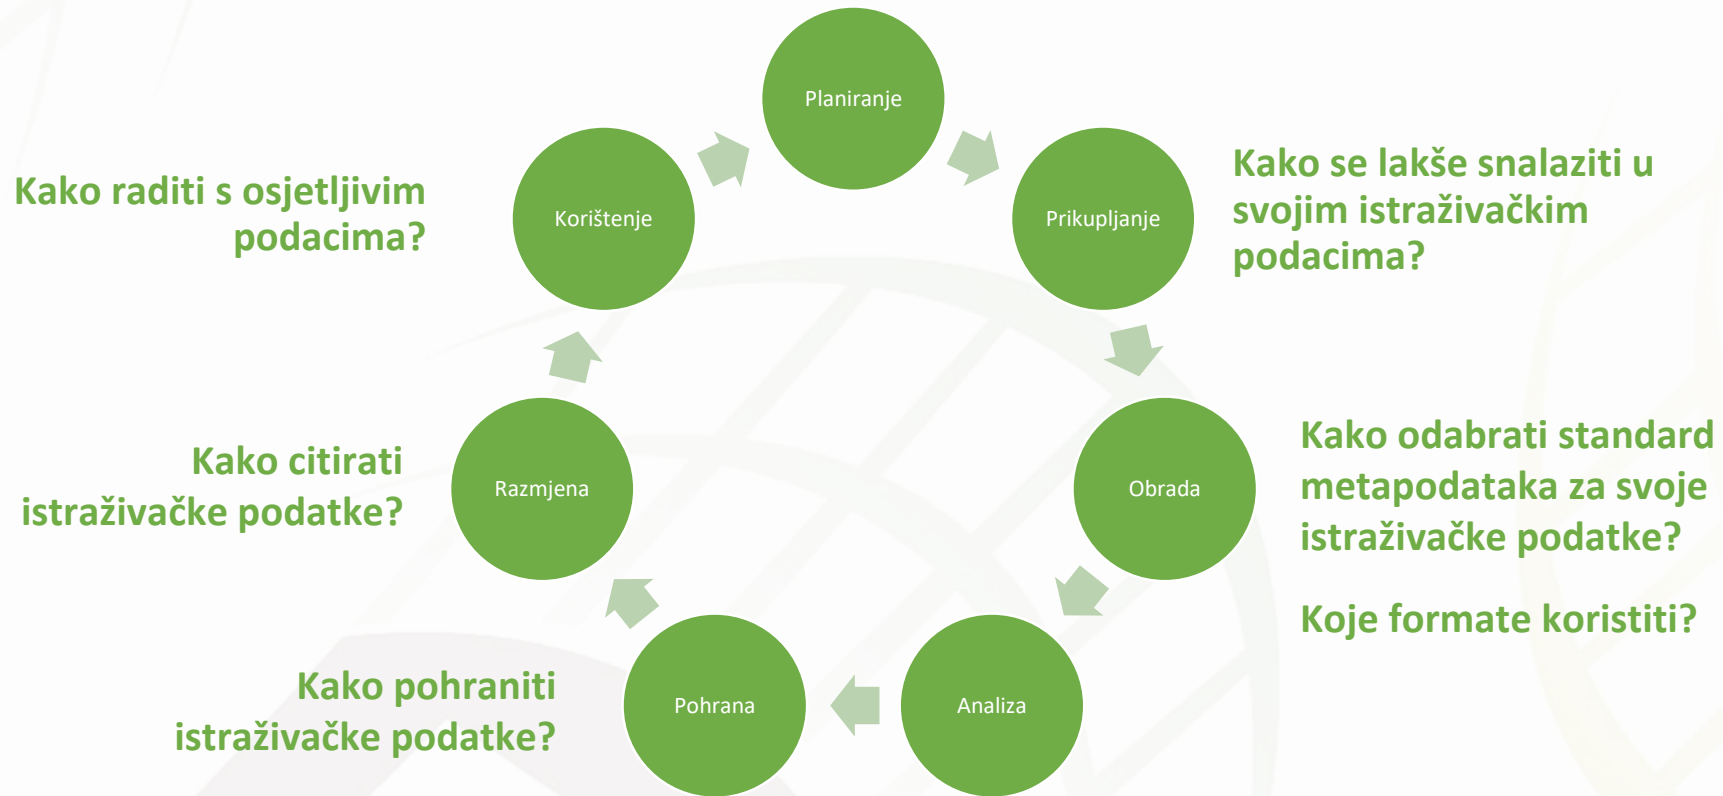 Planiranje
Prikupljanje
Kako se lakše snalaziti u
svojim istraživačkim
podacima?
Obrada
Kako odabrati standard
metapodataka za svoje
istraživačke podatke?
Koje formate koristiti?
Analiza
Pohrana
Kako pohraniti
istraživačke podatke?
Razmjena
Kako citirati
istraživačke podatke?
Korištenje
Kako raditi s osjetljivim
podacima?